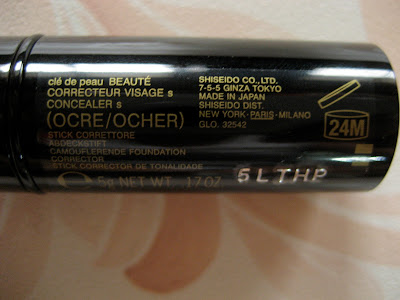 clé de peau BEAUTÉ
CORRECTEUR VISAGE s
CONCEALER s
(OCRE/OCHER)
STICK CORRETTORE
ABDECKSTIFT
CAMOUFLERENDE FOUNDATION
CORRECTOR
STICK CORRECTOR DE TONALIDADE
5g NET WT. .17 OZ
SHISEIDO CO., LTD.
7-5-5 GINZA TOKYO
MADE IN JAPAN
SHISEIDO DIST.
NEW YORK-PARIS-MILANO
GLO. 32542
24M
5LTHP